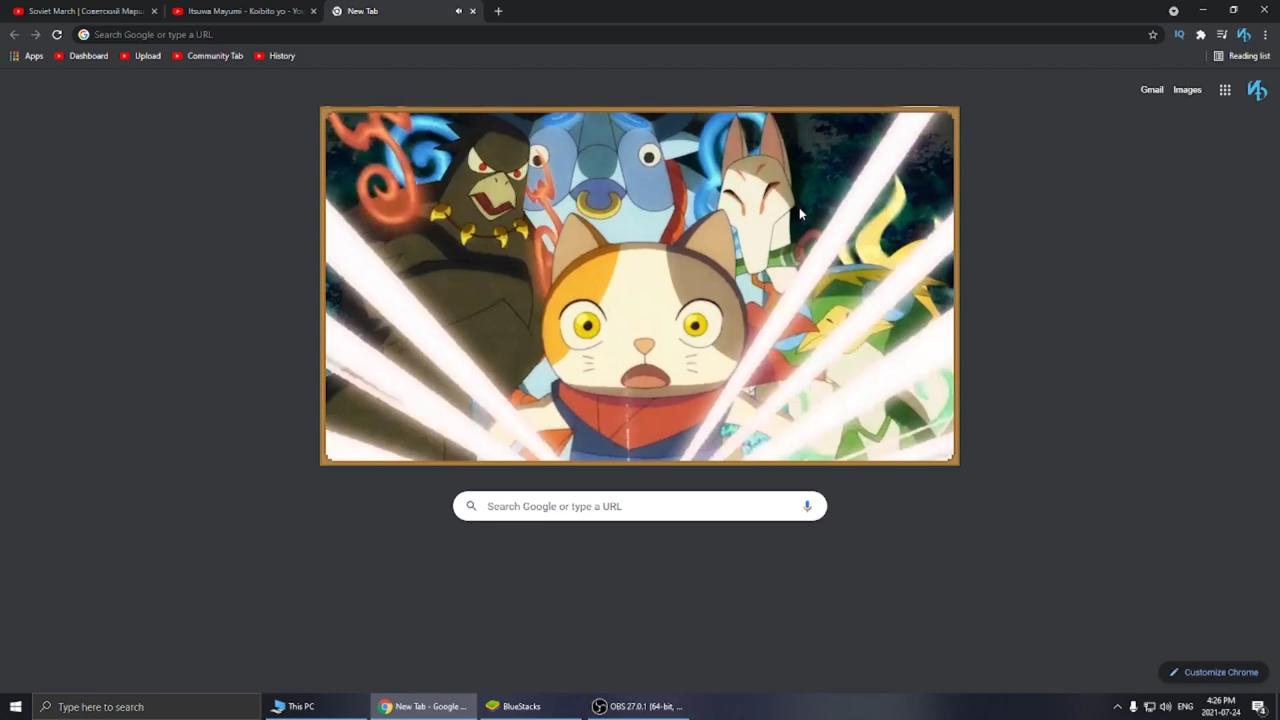 Soviet March | Советский Марш
Itsuwa Mayumi - Koibito yo - You
New Tab
Search Google or type a URL
IQ
Apps
Dashboard
Upload
Community Tab
History
Reading list
Gmail
Images
Search Google or type a URL
Customize Chrome
Type here to search
This PC
New Tab - Google ...
BlueStacks
OBS 27.0.1 (64-bit, ...
ENG
4:26 PM
2021-07-24
4